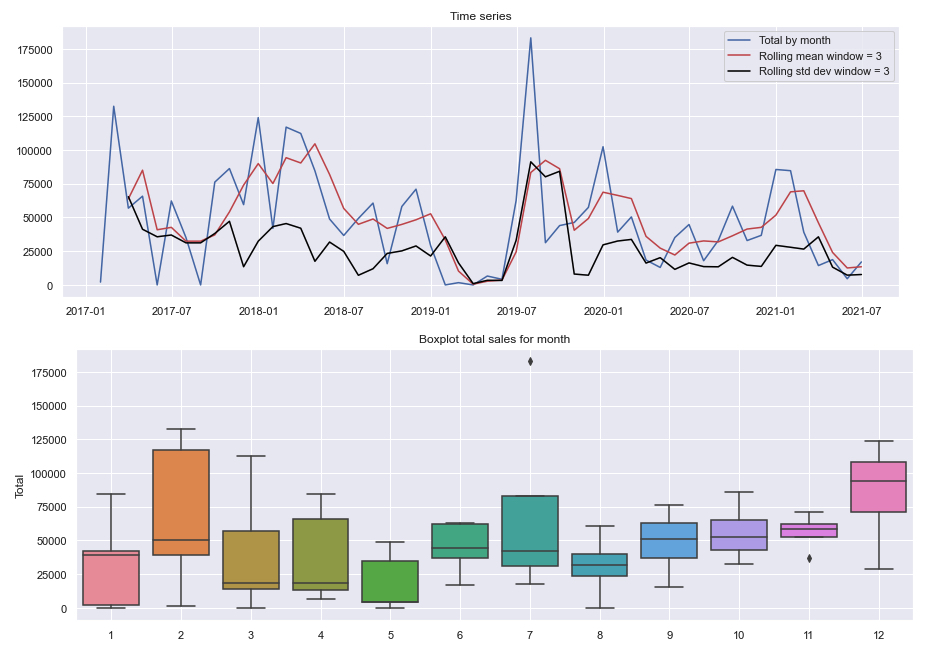 Time series
175000
150000
125000
100000
75000
50000
25000
0
Total by month
Rolling mean window = 3
Rolling std dev window = 3
2017-01 2017-07 2018-01 2018-07 2019-01 2019-07 2020-01 2020-07 2021-01 2021-07
Boxplot total sales for month
Total
175000
150000
125000
100000
75000
50000
25000
0
1 2 3 4 5 6 7 8 9 10 11 12